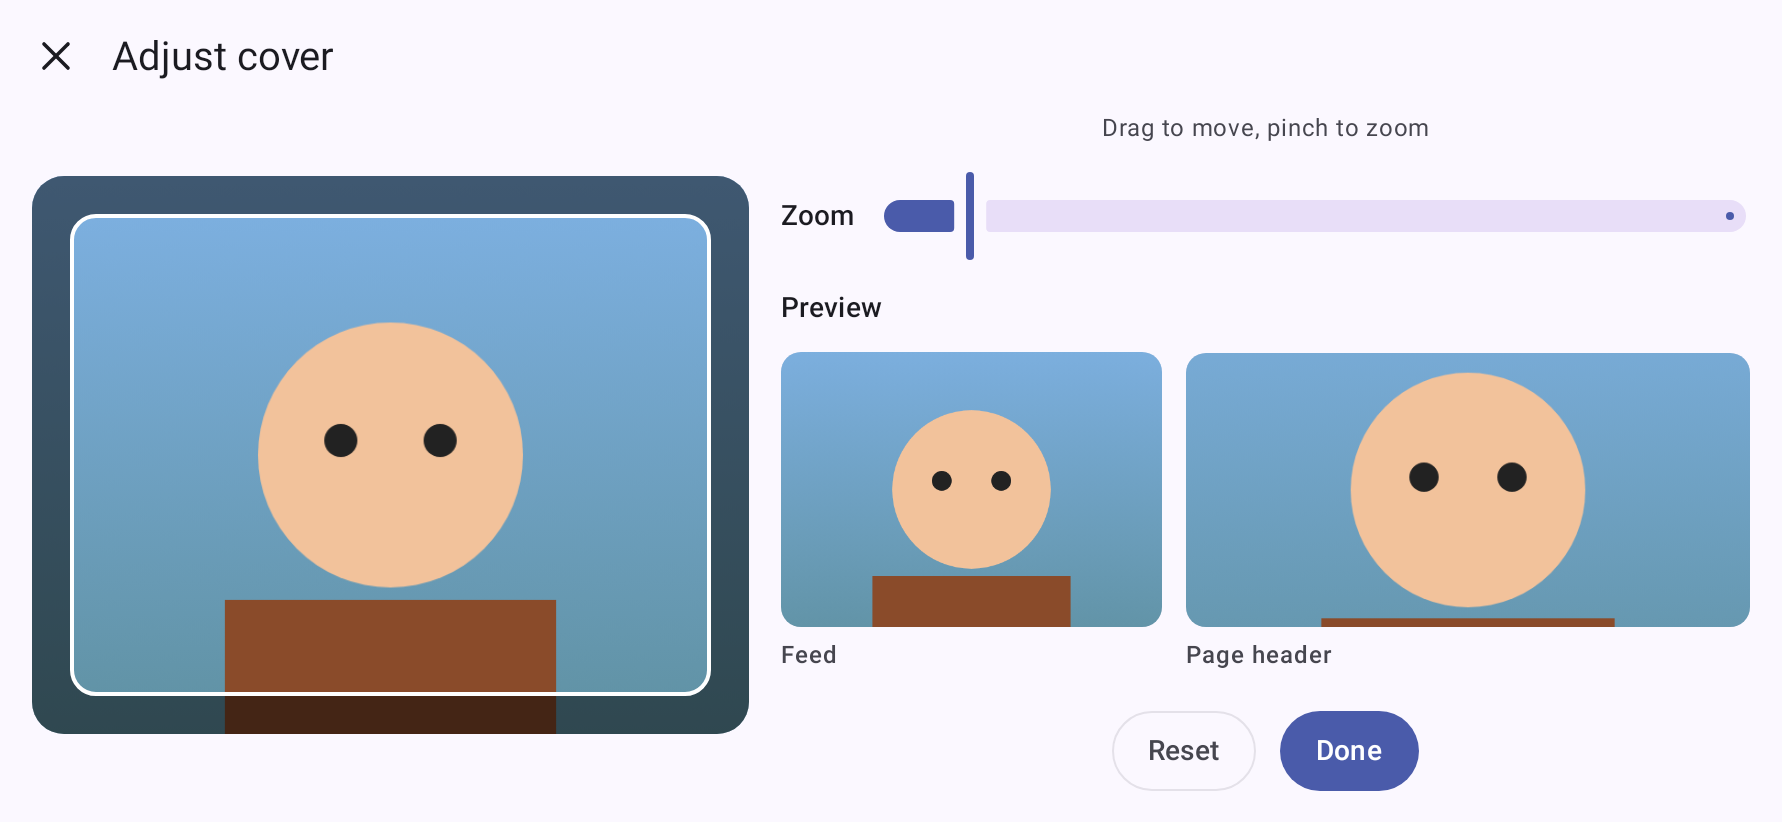 Adjust cover
Drag to move, pinch to zoom
Zoom
Preview
Feed
Page header
Reset
Done